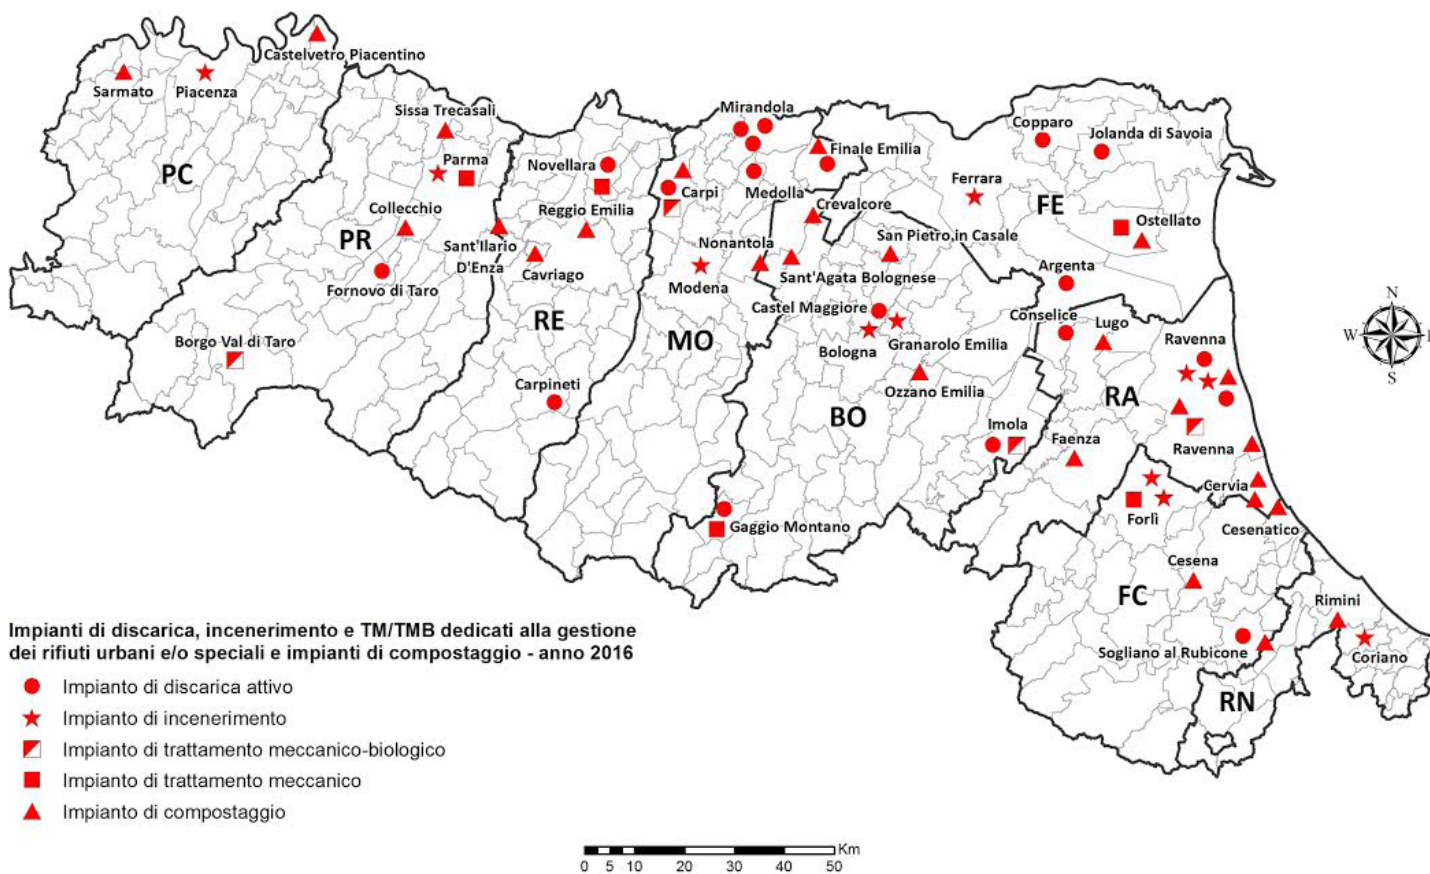 Castelvetro Piacentino
Sarmato
Piacenza
Sissa Trecasali
Mirandola
Copparo
Jolanda di Savoia
Parma
Novellara
Finale Emilia
PC
Carpi
Medolla
Ferrara
FE
Collecchio
Reggio Emilia
Crevalcore
Ostellato
PR
Sant'Ilario
D'Enza
Nonantola
San Pietro in Casale
Fornovo di Taro
Cavriago
Modena
Sant'Agata Bolognese
Argenta
RE
MO
Castel Maggiore
Conselice
Lugo
Ravenna
Borgo Val di Taro
Bologna
Granarolo Emilia
Carpineti
Ozzano Emilia
RA
BO
Imola
Faenza
Ravenna
Cervia
Gaggio Montano
Forlì
Cesenatico
Cesena
FC
Rimini
Sogliano al Rubicone
Coriano
RN
N
W
E
S
Impianti di discarica, incenerimento e TM/TMB dedicati alla gestione
dei rifiuti urbani e/o speciali e impianti di compostaggio - anno 2016
Impianto di discarica attivo
Impianto di incenerimento
Impianto di trattamento meccanico-biologico
Impianto di trattamento meccanico
Impianto di compostaggio
Km
0 5 10 20 30 40 50